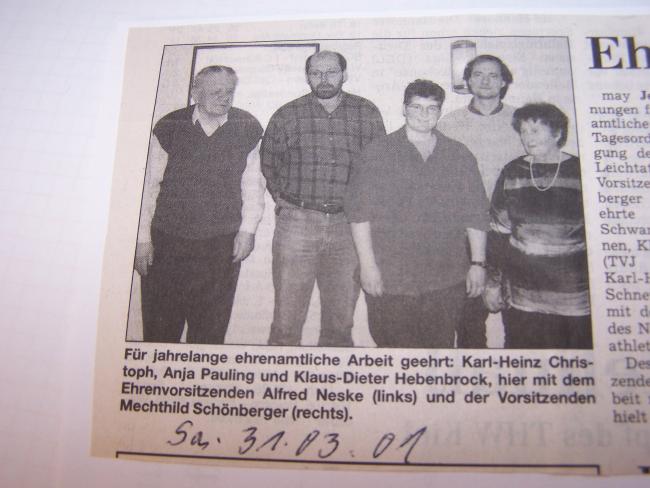 Eh
may Je
nungen f
amtliche
Tagesord
gung de
Leichtat
Vorsitze
berger
ehrte
Schwar
nen, Kl
(TVJ
Karl-H
Schne
mit de
des N
athlet
Des
zende
beit s
hielt
Für jahrelange ehrenamtliche Arbeit geehrt: Karl-Heinz Chris-
toph, Anja Pauling und Klaus-Dieter Hebenbrock, hier mit dem
Ehrenvorsitzenden Alfred Neske (links) und der Vorsitzenden
Mechthild Schönberger (rechts).
Sa. 31.03.01